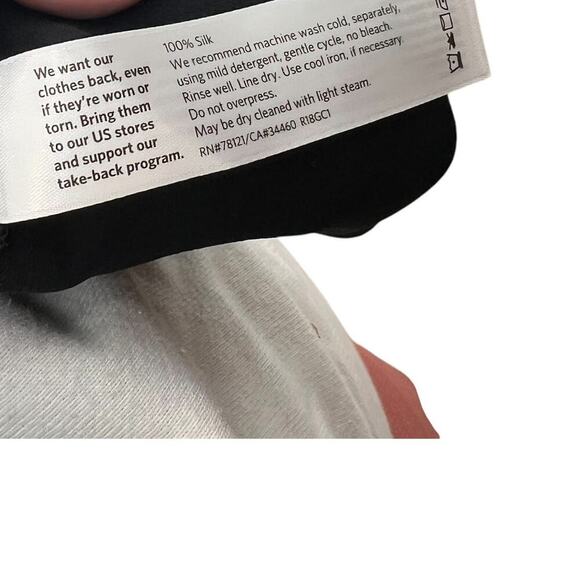 We want our
clothes back, even
if they're worn or
torn. Bring them
to our US stores
and support our
take-back program.
100% Silk
We recommend machine wash cold, separately,
using mild detergent, gentle cycle, no bleach.
Rinse well. Line dry. Use cool iron, if necessary.
Do not overpress.
May be dry cleaned with light steam.
RN#78121/CA#34460 R18GC1